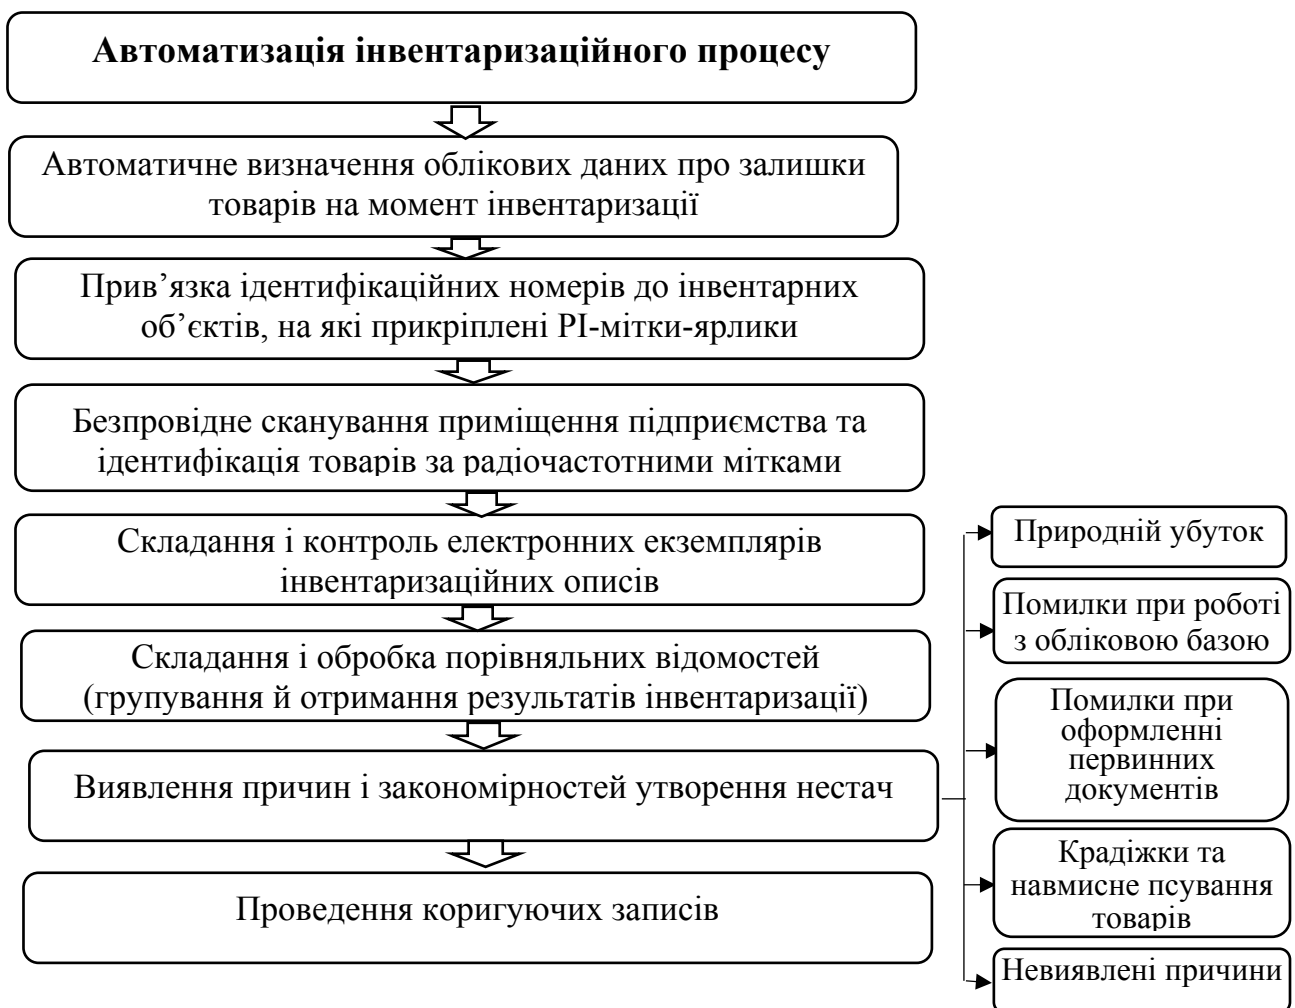 Автоматизація інвентаризаційного процесу
Автоматичне визначення облікових даних про залишки
товарів на момент інвентаризації
Прив’язка ідентифікаційних номерів до інвентарних
об’єктів, на які прикріплені РІ-мітки-ярлики
Безпровідне сканування приміщення підприємства та
ідентифікація товарів за радіочастотними мітками
Складання і контроль електронних екземплярів
інвентаризаційних описів
Складання і обробка порівняльних відомостей
(групування й отримання результатів інвентаризації)
Виявлення причин і закономірностей утворення нестач
Проведення коригуючих записів
Природній убуток
Помилки при роботі
з обліковою базою
Помилки при
оформленні
первинних
документів
Крадіжки та
навмисне псування
товарів
Невиявлені причини